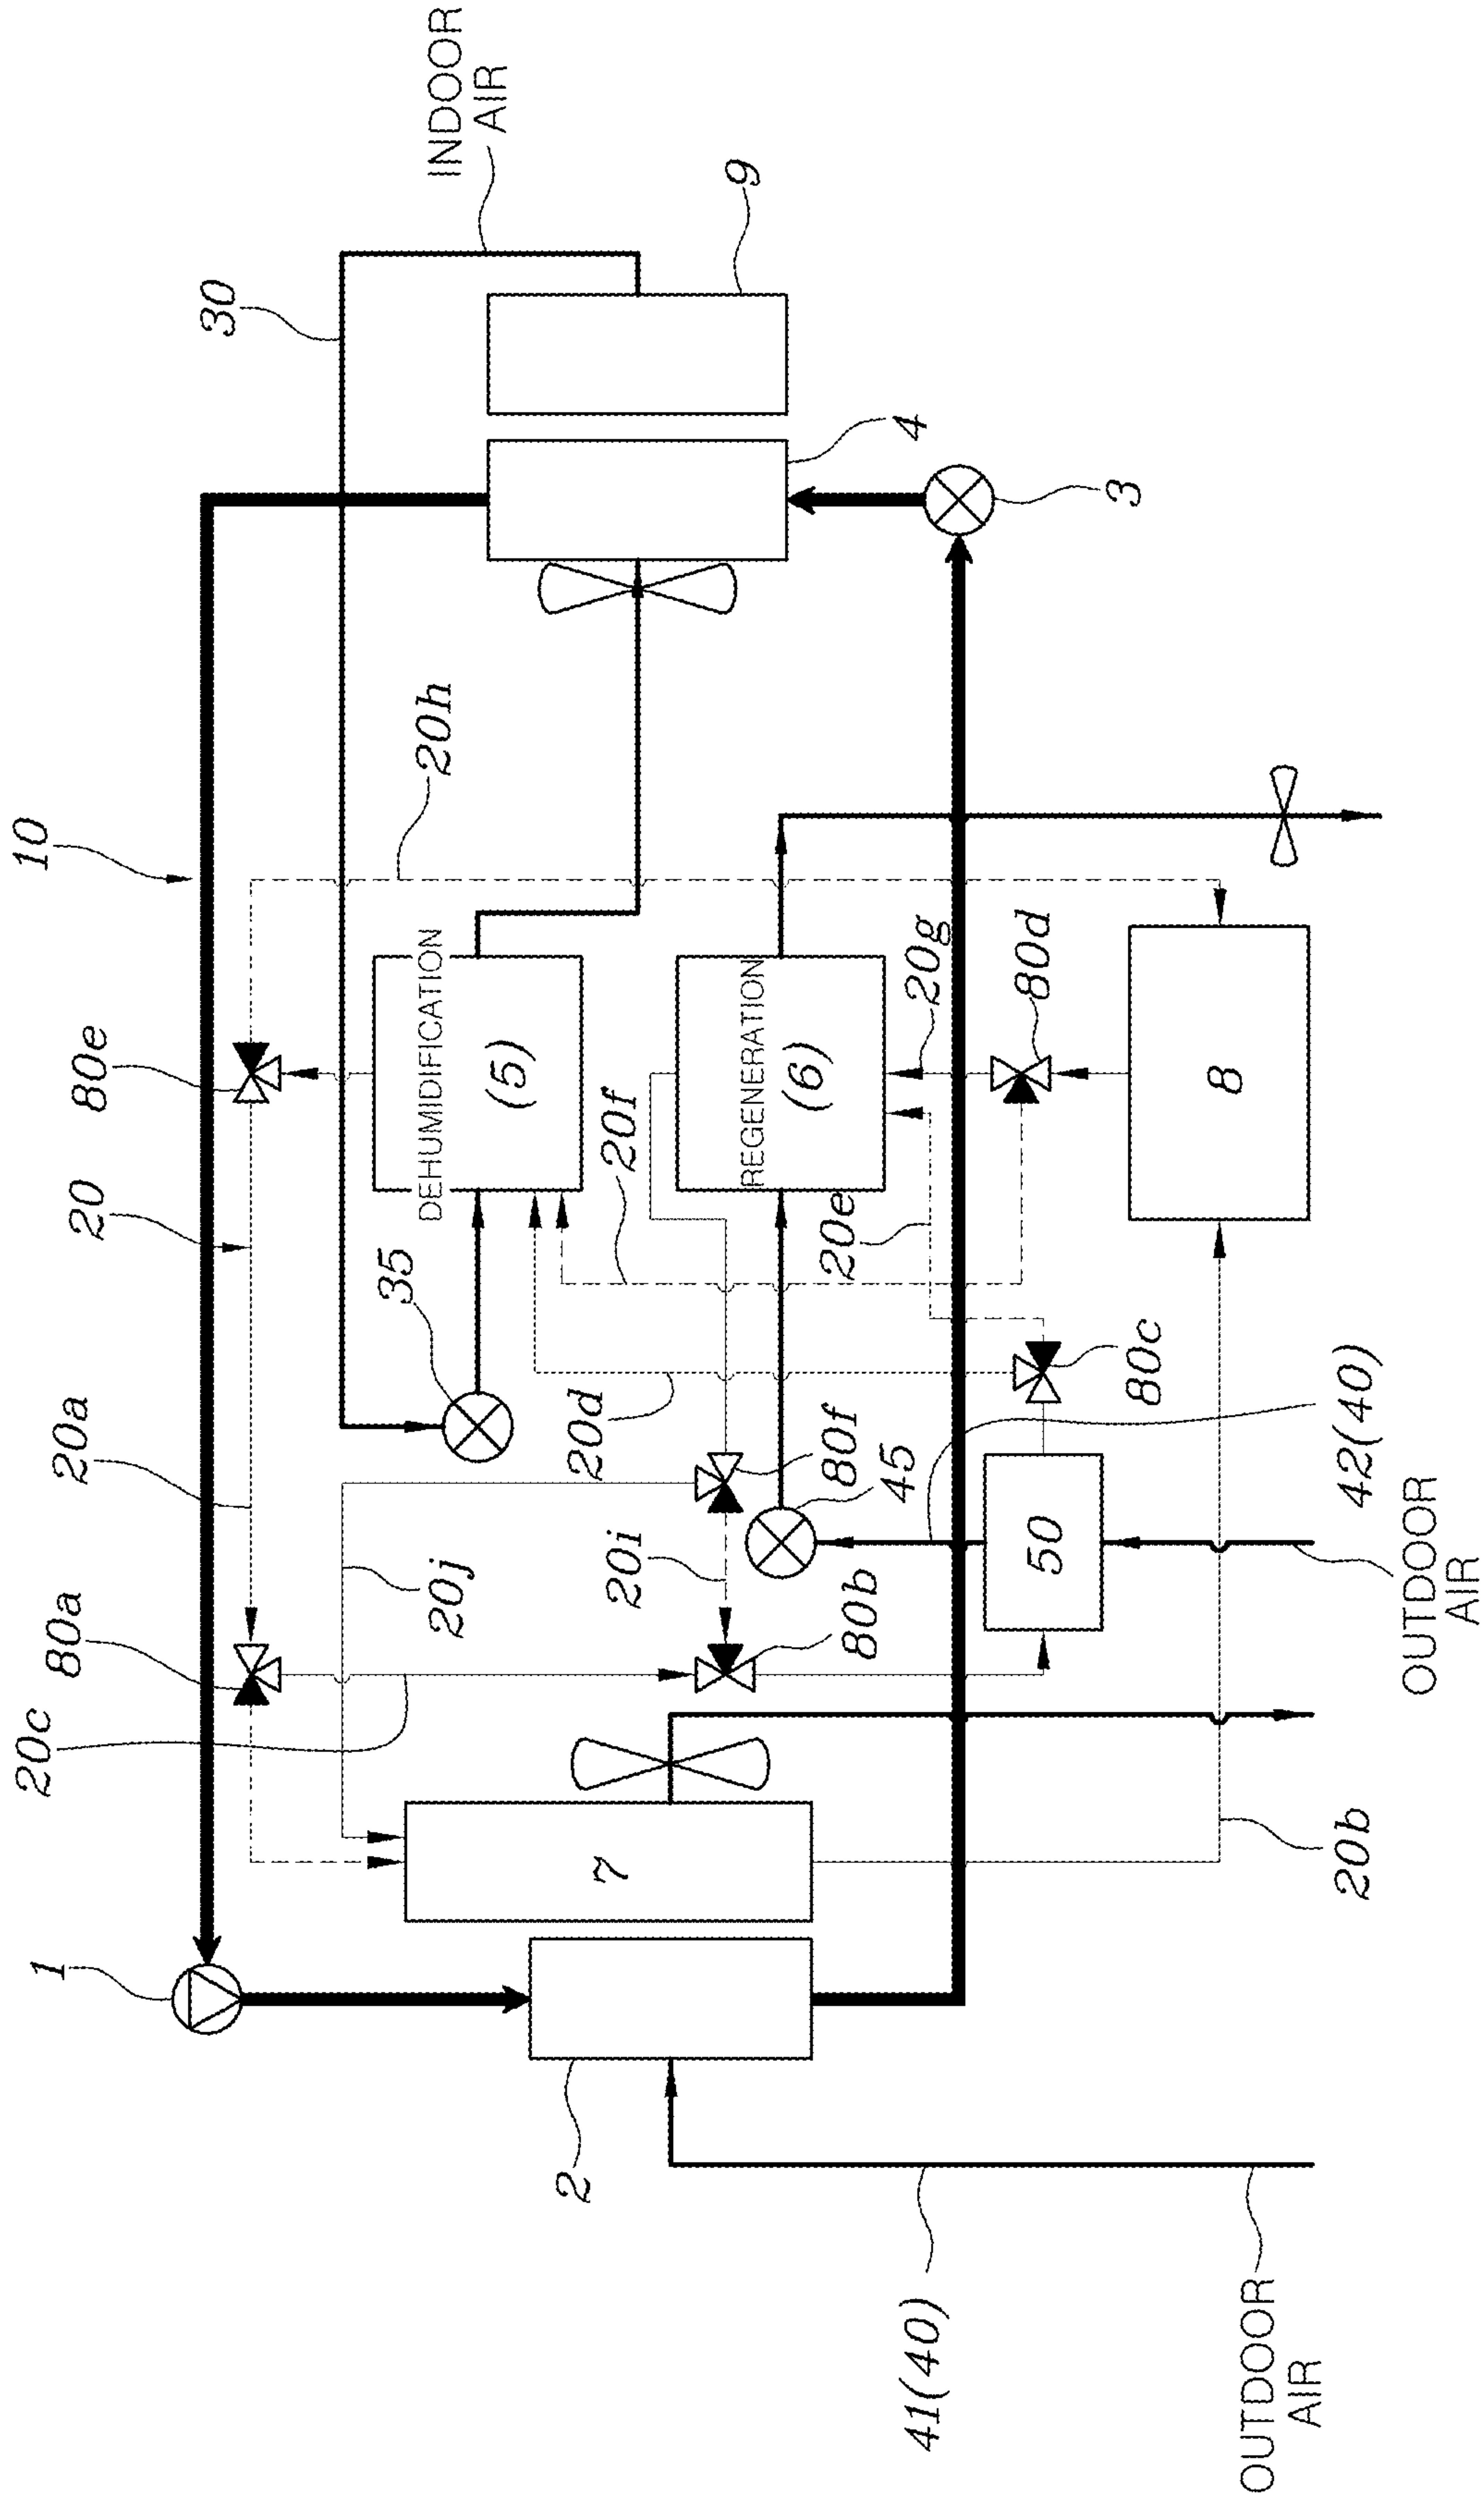 10
1
20c
80a
20a
20
80e
30
35
20h
INDOOR
AIR
DEHUMIDIFICATION
(5)
20j
2
7
20d
20i
20f
9
REGENERATION
(6)
80b
80f
20e
45
4
41(40)
20g
80d
50
3
80c
8
OUTDOOR
AIR
20b
42(40)
OUTDOOR
AIR